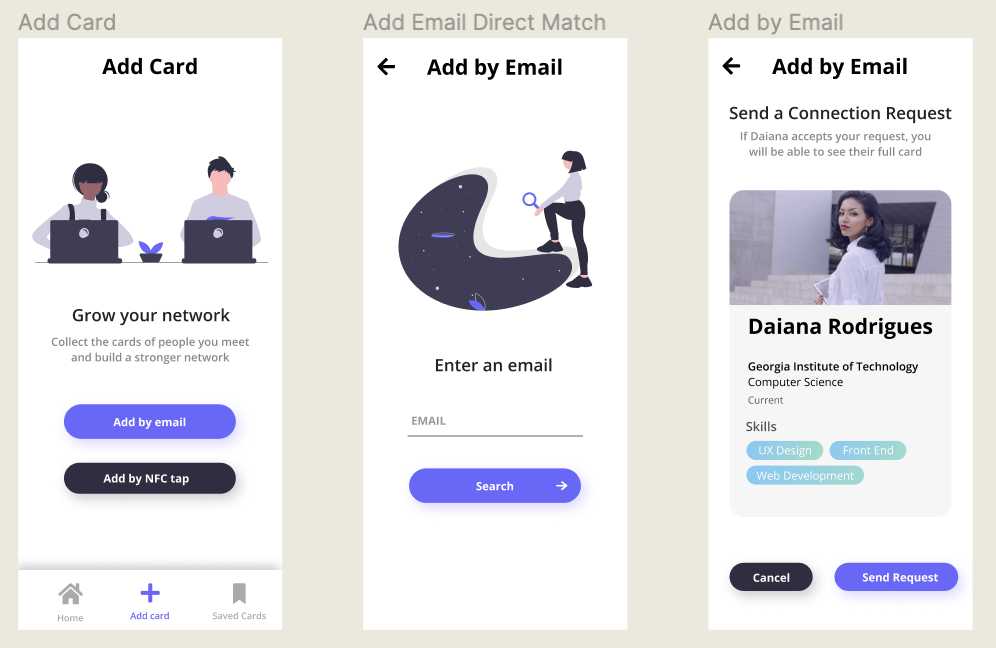 Add Card
Add Card
Grow your network
Collect the cards of people you meet
and build a stronger network
Add by email
Add by NFC tap
Home
Add card
Saved Cards
Add Email Direct Match
Add by Email
Enter an email
EMAIL
Search
Add by Email
Add by Email
Send a Connection Request
If Daiana accepts your request, you
will be able to see their full card
Daiana Rodrigues
Georgia Institute of Technology
Computer Science
Current
Skills
UX Design
Front End
Web Development
Cancel
Send Request